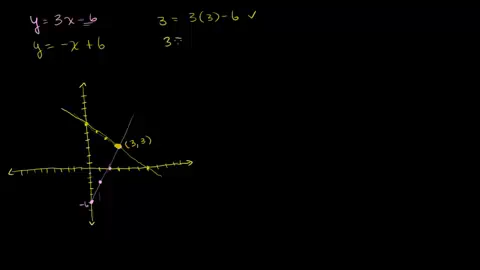 y = 3x - 6
3 = 3(3) - 6 ✓
y = -x + 6
3 =
(3,3)
-6